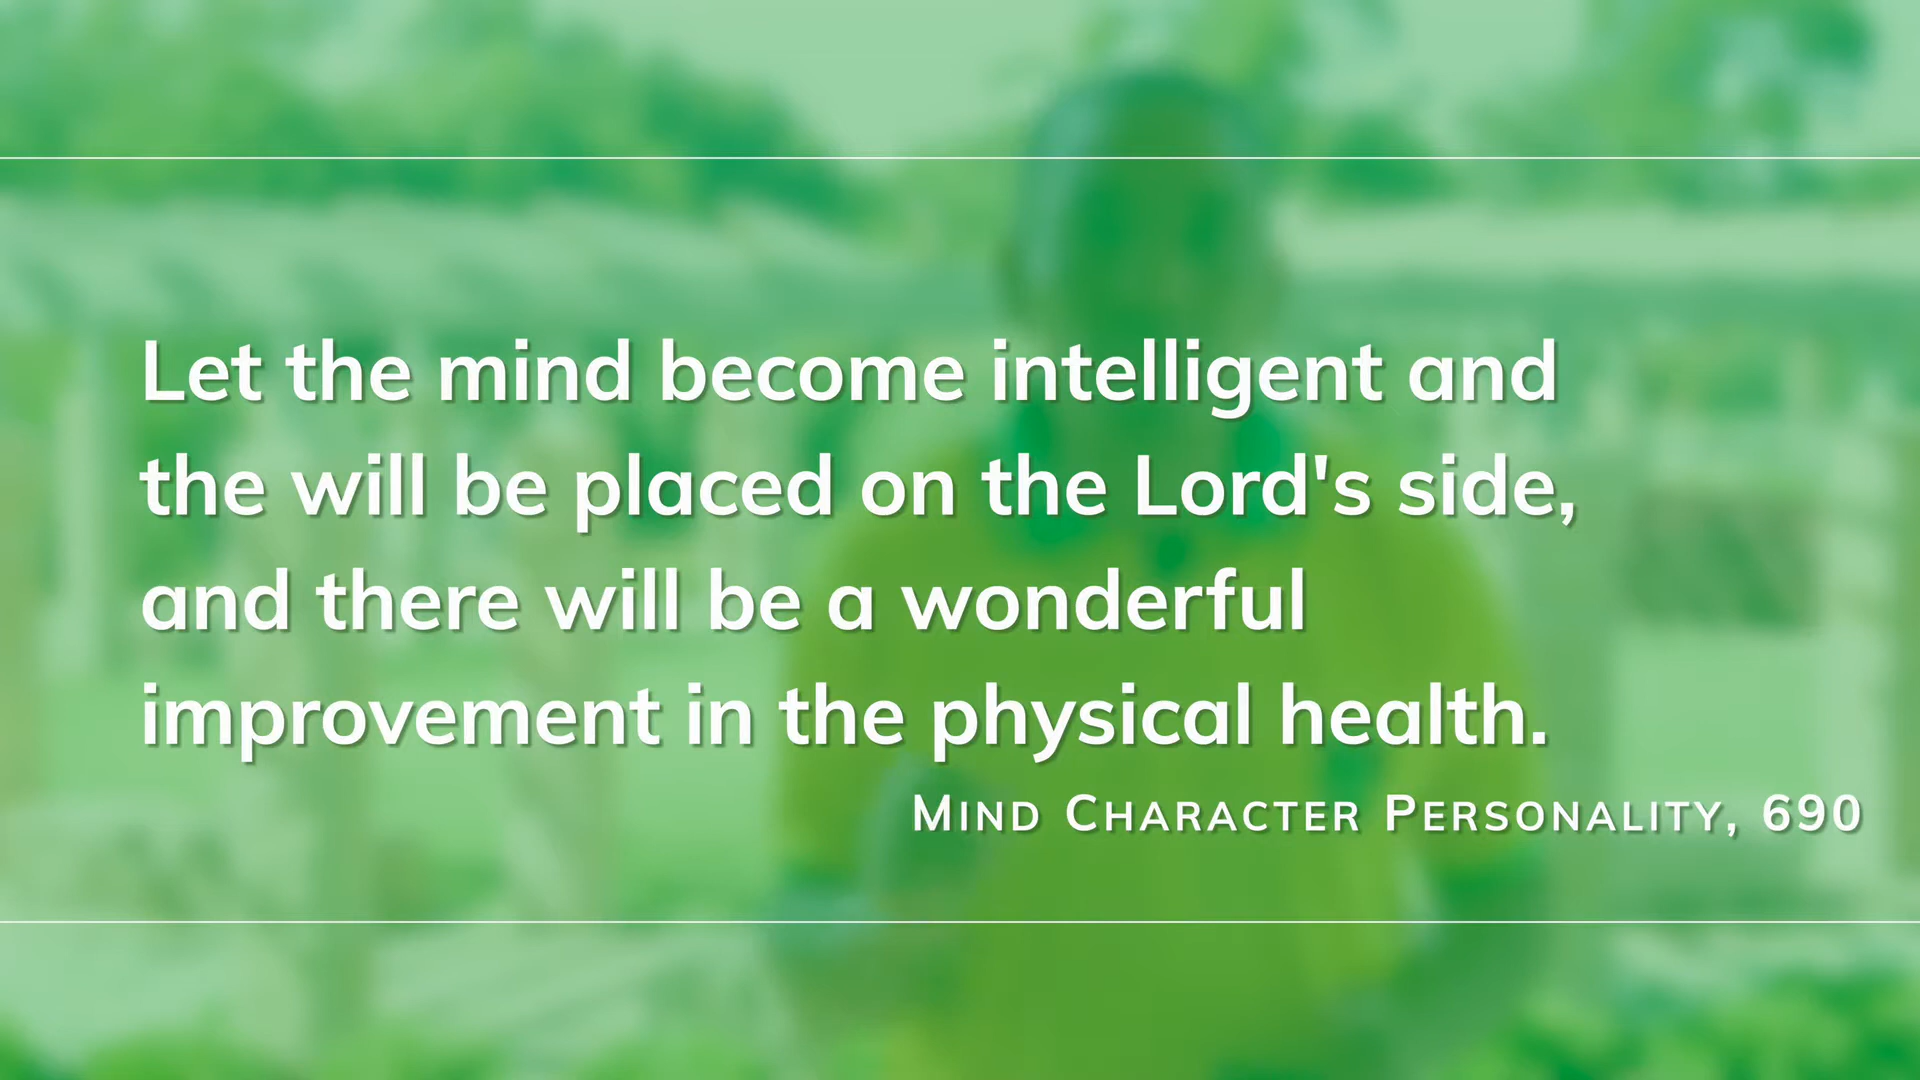 Let the mind become intelligent and
the will be placed on the Lord's side,
and there will be a wonderful
improvement in the physical health.
Mind Character Personality, 690